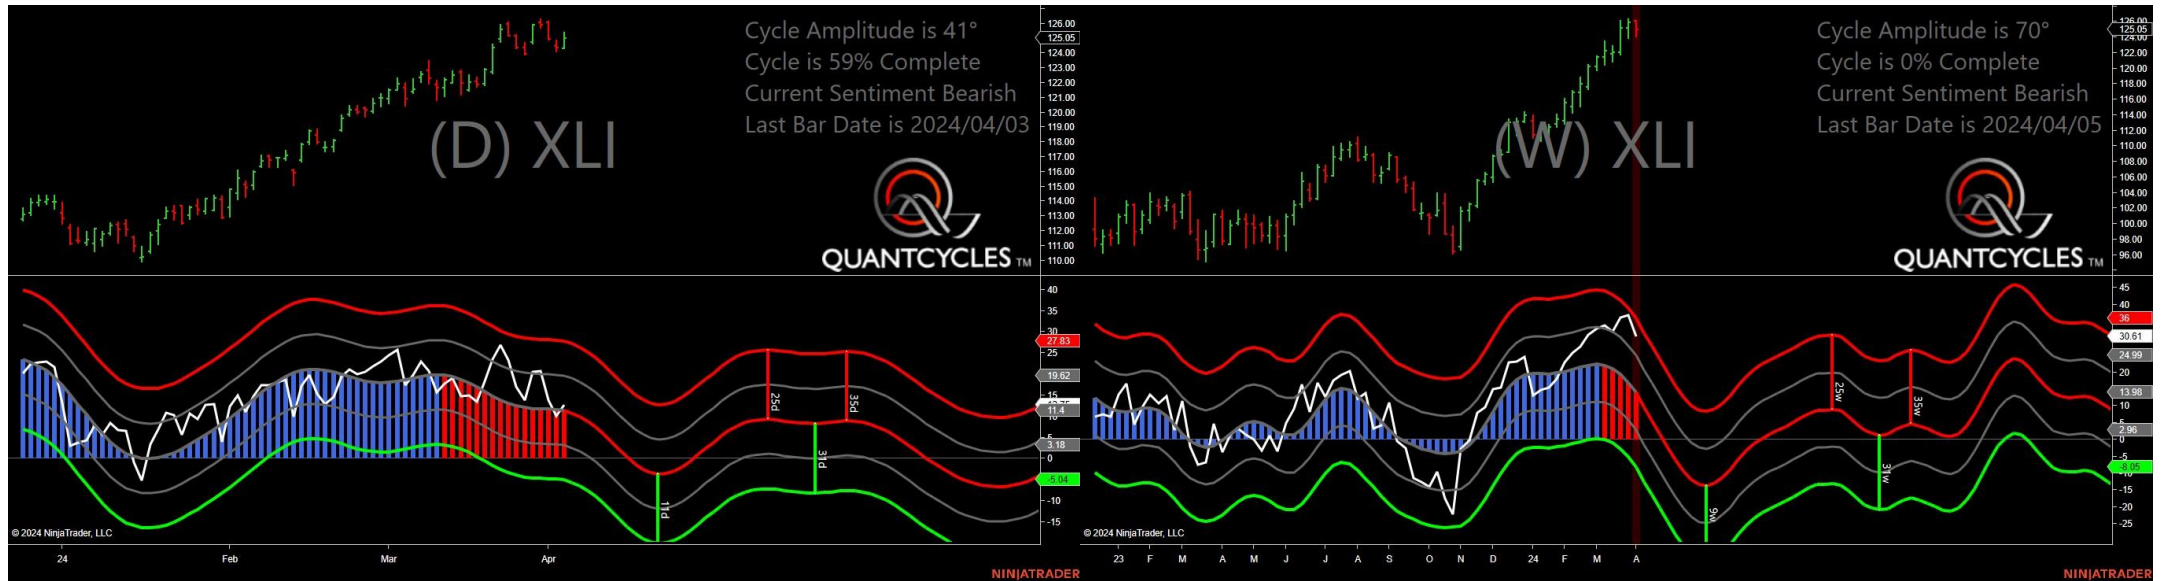 Cycle Amplitude is 41°
Cycle is 59% Complete
Current Sentiment Bearish
Last Bar Date is 2024/04/03
(D) XLI
QUANTCYCLES TM
126.00
125.05
124.00
123.00
122.00
121.00
120.00
119.00
118.00
117.00
116.00
115.00
114.00
113.00
112.00
111.00
110.00
40
35
30
27.83
25
19.62
15
11.4
5
3.18
0
-5.04
-10
-15
25d
35d
31d
11d
© 2024 NinjaTrader, LLC
24 Feb Mar Apr
NINJATRADER
Cycle Amplitude is 70°
Cycle is 0% Complete
Current Sentiment Bearish
Last Bar Date is 2024/04/05
(W) XLI
QUANTCYCLES TM
126.00
125.05
124.00
122.00
120.00
118.00
116.00
114.00
112.00
110.00
108.00
106.00
104.00
102.00
100.00
98.00
96.00
45
40
36
30.61
24.99
20
13.98
10
5
2.96
0
-8.05
-15
-20
-25
25w
35w
31w
9w
© 2024 NinjaTrader, LLC
23 F M A M J J A S O N D 24 F M A
NINJATRADER